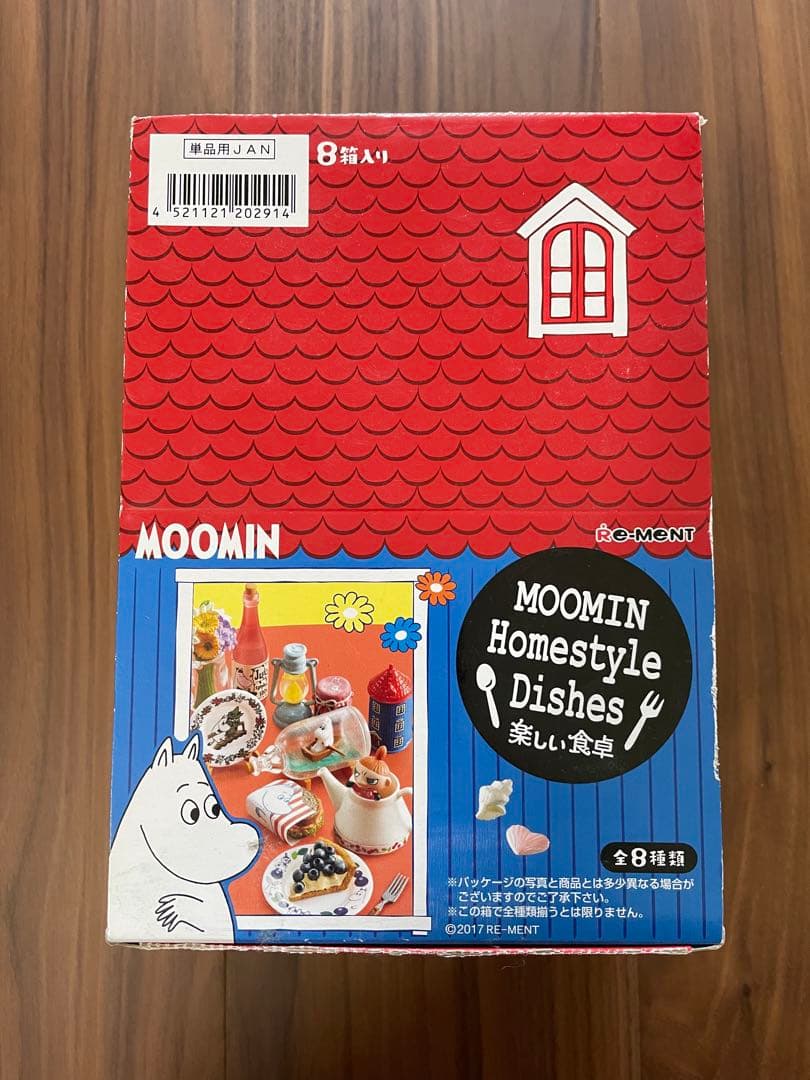 単品用JAN
8箱入り
4 521121 202914
MOOMIN
Re-MENT
MOOMIN
Homestyle
Dishes
楽しい食卓
全8種類
※パッケージの写真と商品とは多少異なる場合が
ございますのでご了承下さい。
※この箱で全種類揃うとは限りません。
©2017 RE-MENT